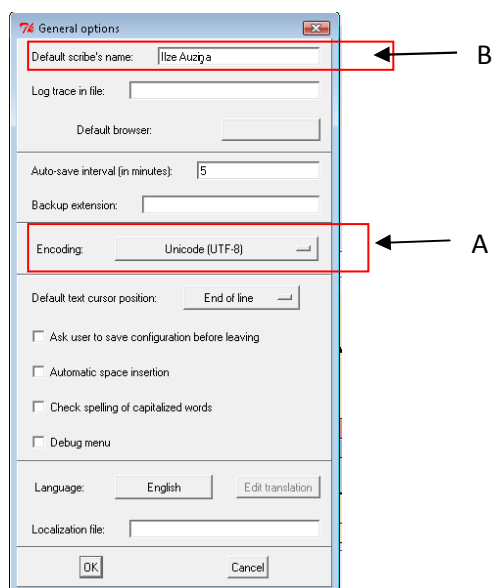 7% General options
Default scribe's name: Ilze Auziņa
B
Log trace in file:
Default browser:
Auto-save interval (in minutes): 5
Backup extension:
Encoding: Unicode (UTF-8)
A
Default text cursor position: End of line
Ask user to save configuration before leaving
Automatic space insertion
Check spelling of capitalized words
Debug menu
Language: English Edit translation
Localization file:
OK Cancel